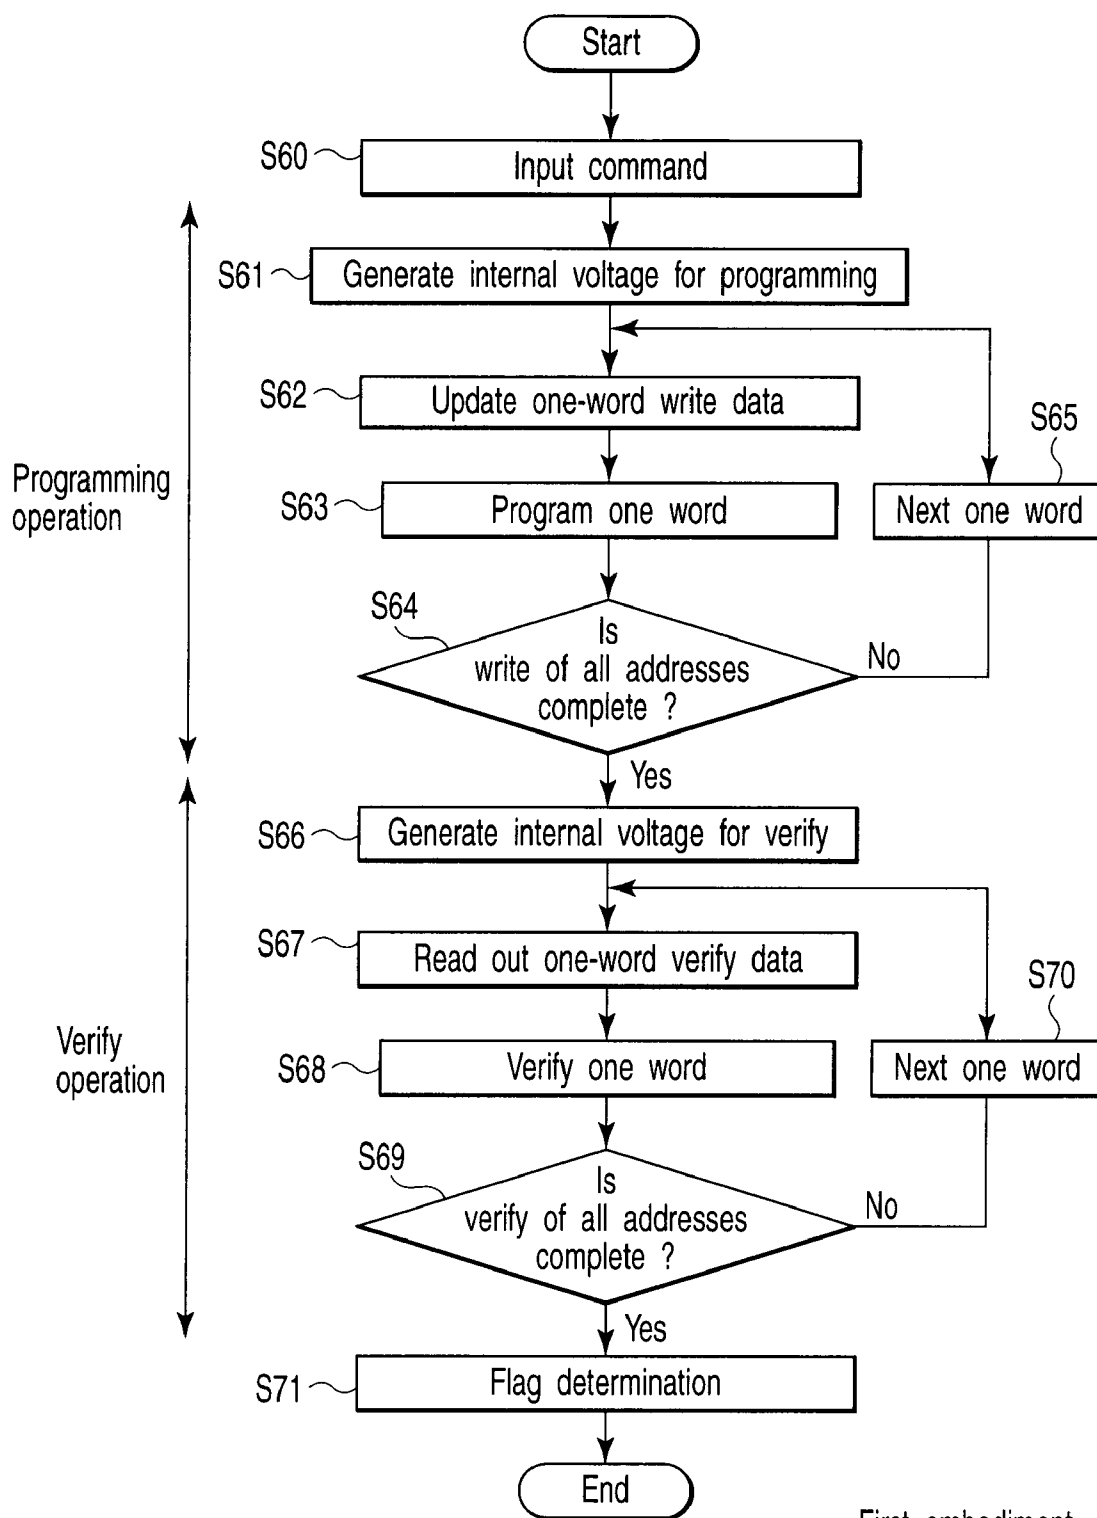 Start
S60
Input command
S61
Generate internal voltage for programming
S62
Update one-word write data
S65
Programming
operation
S63
Program one word
Next one word
S64
Is
write of all addresses
complete ?
No
Yes
S66
Generate internal voltage for verify
S67
Read out one-word verify data
S70
Verify
operation
S68
Verify one word
Next one word
S69
Is
verify of all addresses
complete ?
No
Yes
S71
Flag determination
End
First embodiment